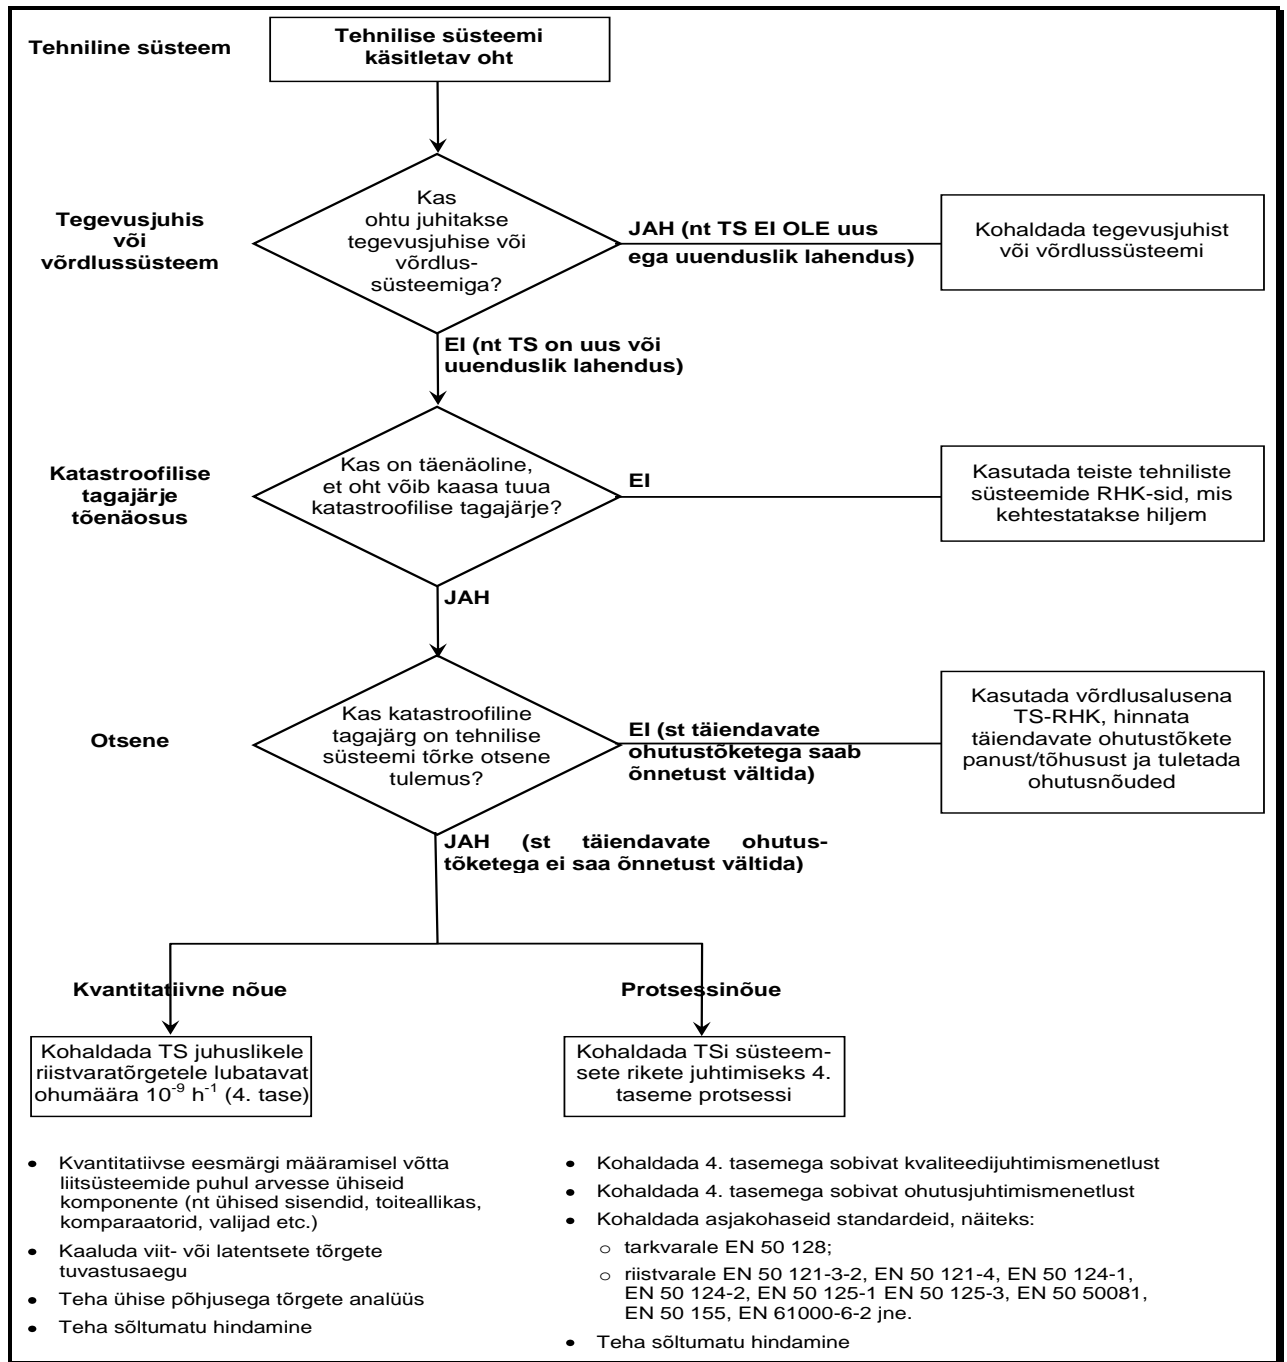 Tehniline süsteem
Tehnilise süsteemi
käsitletav oht
Tegevusjuhis
või
võrdlussüsteem
Kas
ohtu juhitakse
tegevusjuhise või
võrdlus-
süsteemiga?
JAH (nt TS EI OLE uus
ega uuenduslik lahendus)
Kohaldada tegevusjuhist
või võrdlussüsteemi
EI (nt TS on uus või
uuenduslik lahendus)
Katastroofilise
tagajärje
tõenäosus
Kas on täenäoline,
et oht võib kaasa tuua
katastroofilise tagajärje?
EI
Kasutada teiste tehniliste
süsteemide RHK-sid, mis
kehtestatakse hiljem
JAH
Otsene
Kas katastroofiline
tagajärg on tehnilise
süsteemi tõrke otsene
tulemus?
EI (st täiendavate
ohutustõketega saab
õnnetust vältida)
Kasutada võrdlusalusena
TS-RHK, hinnata
täiendavate ohutustõkete
panust/tõhusust ja tuletada
ohutusnõuded
JAH (st täiendavate ohutus-
tõketega ei saa õnnetust vältida)
Kvantitatiivne nõue
Kohaldada TS juhuslikele
riistvaratõrgetele lubatavat
ohumäära 10⁻⁹ h⁻¹ (4. tase)
• Kvantitatiivse eesmärgi määramisel võtta
liitsüsteemide puhul arvesse ühiseid
komponente (nt ühised sisendid, toiteallikas,
komparaatorid, valijad etc.)
• Kaaluda viit- või latentsete tõrgete
tuvastusaegu
• Teha ühise põhjusega tõrgete analüüs
• Teha sõltumatu hindamine
Protsessinõue
Kohaldada TSi süsteem-
sete rikete juhtimiseks 4.
taseme protsessi
• Kohaldada 4. tasemega sobivat kvaliteedijuhtimismenetlust
• Kohaldada 4. tasemega sobivat ohutusjuhtimismenetlust
• Kohaldada asjakohaseid standardeid, näiteks:
○ tarkvarale EN 50 128;
○ riistvarale EN 50 121-3-2, EN 50 121-4, EN 50 124-1,
EN 50 124-2, EN 50 125-1 EN 50 125-3, EN 50 50081,
EN 50 155, EN 61000-6-2 jne.
• Teha sõltumatu hindamine